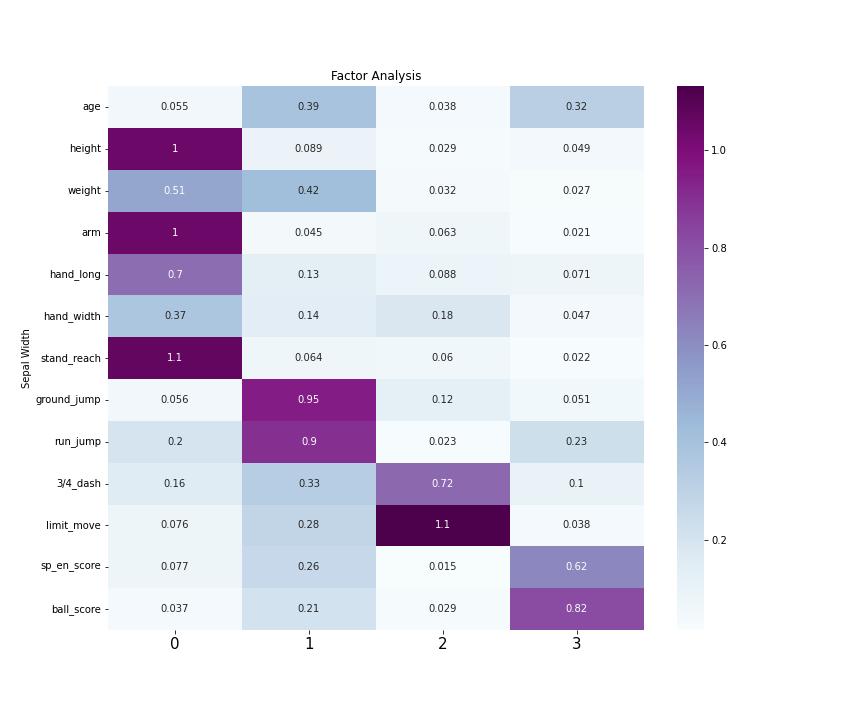 Factor Analysis
age 0.055 0.39 0.038 0.32
height 1 0.089 0.029 0.049
1.0
weight 0.51 0.42 0.032 0.027
arm 1 0.045 0.063 0.021
0.8
hand_long 0.7 0.13 0.088 0.071
hand_width 0.37 0.14 0.18 0.047
Sepal Width
stand_reach 1.1 0.064 0.06 0.022
0.6
ground_jump 0.056 0.95 0.12 0.051
run_jump 0.2 0.9 0.023 0.23
0.4
3/4_dash 0.16 0.33 0.72 0.1
limit_move 0.076 0.28 1.1 0.038
0.2
sp_en_score 0.077 0.26 0.015 0.62
ball_score 0.037 0.21 0.029 0.82
0 1 2 3